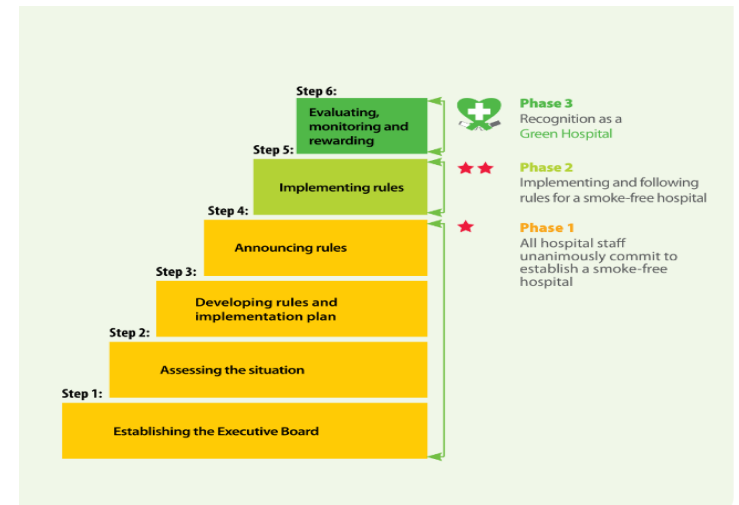 Step 6:
Evaluating,
monitoring and
rewarding
Step 5:
Implementing rules
Step 4:
Announcing rules
Step 3:
Developing rules and
implementation plan
Step 2:
Assessing the situation
Step 1:
Establishing the Executive Board
Phase 3
Recognition as a
Green Hospital
Phase 2
Implementing and following
rules for a smoke-free hospital
Phase 1
All hospital staff
unanimously commit to
establish a smoke-free
hospital